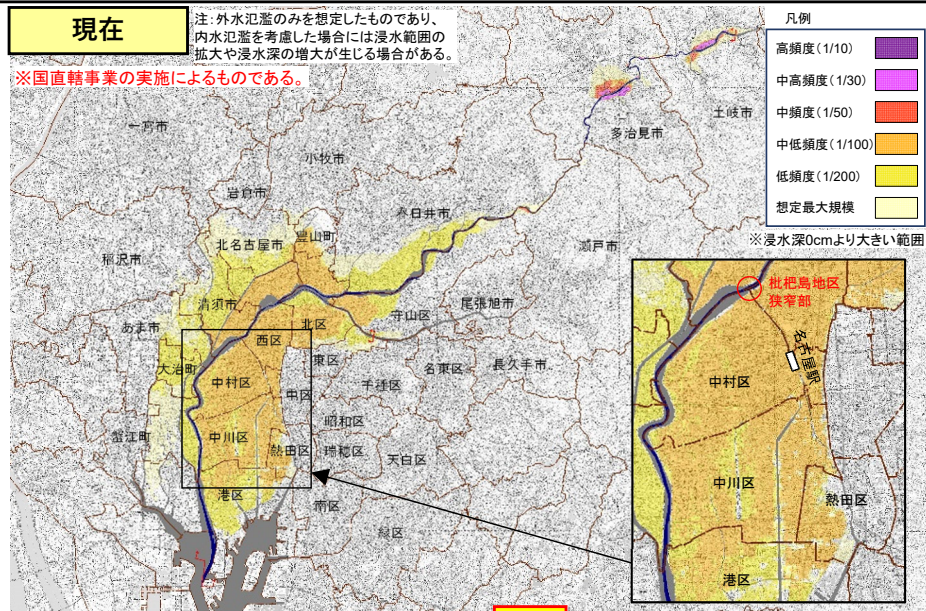 現在
注:外水氾濫のみを想定したものであり、
内水氾濫を考慮した場合には浸水範囲の
拡大や浸水深の増大が生じる場合がある。
※国直轄事業の実施によるものである。
凡例
高頻度(1/10)
中高頻度(1/30)
中頻度(1/50)
中低頻度(1/100)
低頻度(1/200)
想定最大規模
※浸水深0cmより大きい範囲
一宮市
小牧市
岩倉市
春日井市
多治見市
土岐市
北名古屋市
豊山町
瀬戸市
稲沢市
清須市
尾張旭市
守山区
あま市
北区
西区
大治町
東区
名東区
長久手市
千種区
中村区
中区
昭和区
蟹江町
中川区
熱田区
瑞穂区
天白区
港区
南区
緑区
枇杷島地区
狭窄部
名古屋駅
中村区
中川区
熱田区
港区